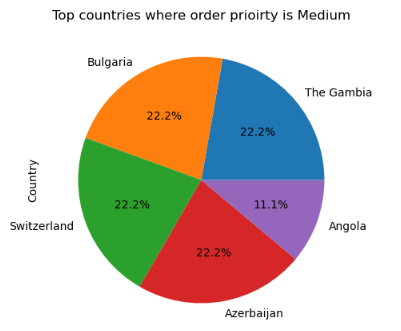 Top countries where order prioirty is Medium
Bulgaria
The Gambia
22.2%
22.2%
Country
22.2%
11.1%
Switzerland
Angola
22.2%
Azerbaijan